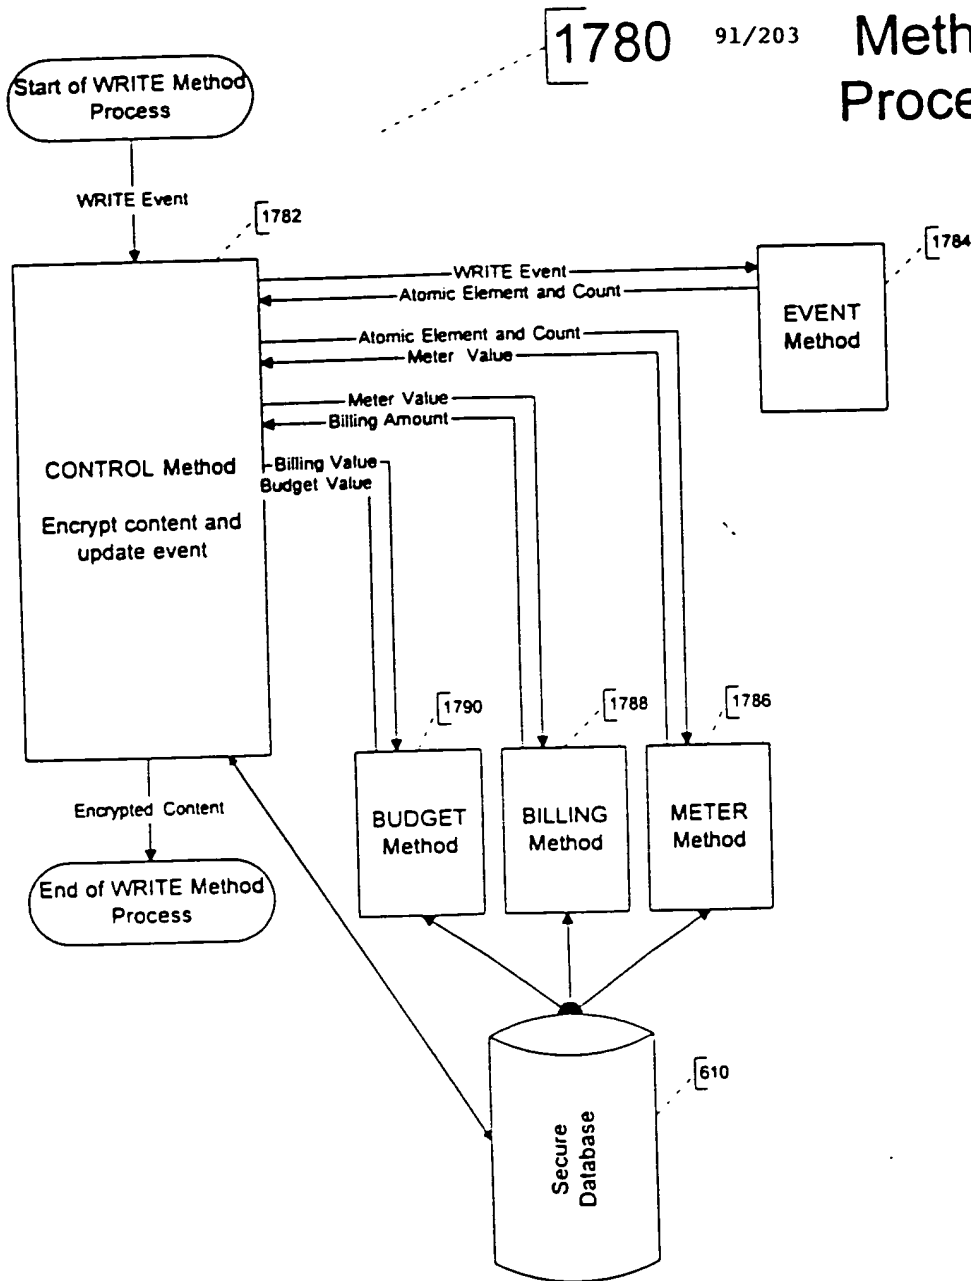 1780
91/203
Start of WRITE Method
Process
WRITE Event
1782
1784
WRITE Event
Atomic Element and Count
EVENT
Method
Atomic Element and Count
Meter Value
Meter Value
Billing Amount
CONTROL Method
Billing Value
Budget Value
Encrypt content and
update event
1790
1788
1786
Encrypted Content
BUDGET
Method
BILLING
Method
METER
Method
End of WRITE Method
Process
610
Secure
Database